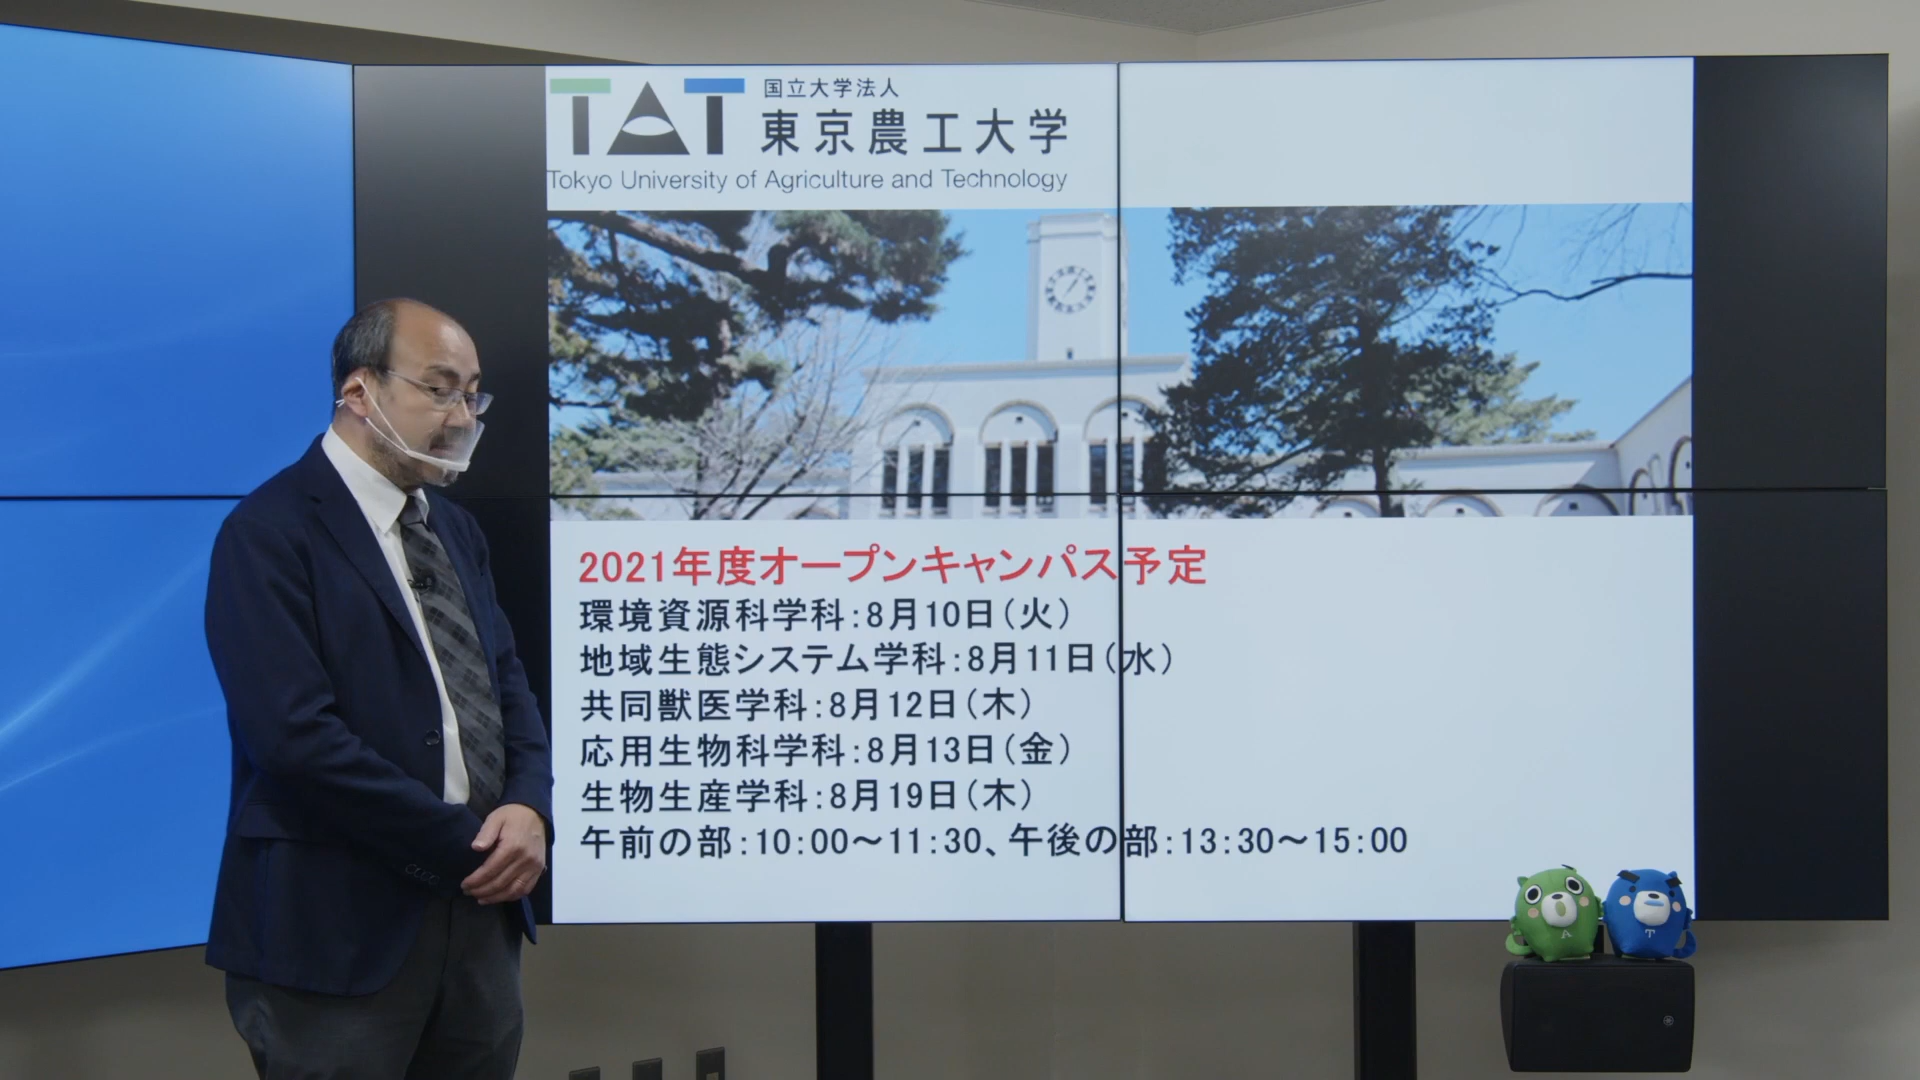 TAT
国立大学法人
東京農工大学
Tokyo University of Agriculture and Technology
2021年度オープンキャンパス予定
環境資源科学科:8月10日(火)
地域生態システム学科:8月11日(水)
共同獣医学科:8月12日(木)
応用生物科学科:8月13日(金)
生物生産学科:8月19日(木)
午前の部:10:00~11:30、午後の部:13:30~15:00
A
T